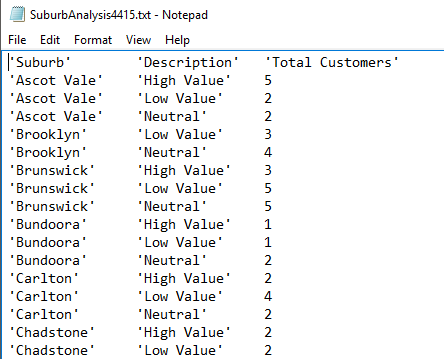 SuburbAnalysis4415.txt - Notepad
File Edit Format View Help
'Suburb' 'Description' 'Total Customers'
'Ascot Vale' 'High Value' 5
'Ascot Vale' 'Low Value' 2
'Ascot Vale' 'Neutral' 2
'Brooklyn' 'Low Value' 3
'Brooklyn' 'Neutral' 4
'Brunswick' 'High Value' 3
'Brunswick' 'Low Value' 5
'Brunswick' 'Neutral' 5
'Bundoora' 'High Value' 1
'Bundoora' 'Low Value' 1
'Bundoora' 'Neutral' 2
'Carlton' 'High Value' 2
'Carlton' 'Low Value' 4
'Carlton' 'Neutral' 2
'Chadstone' 'High Value' 2
'Chadstone' 'Low Value' 2